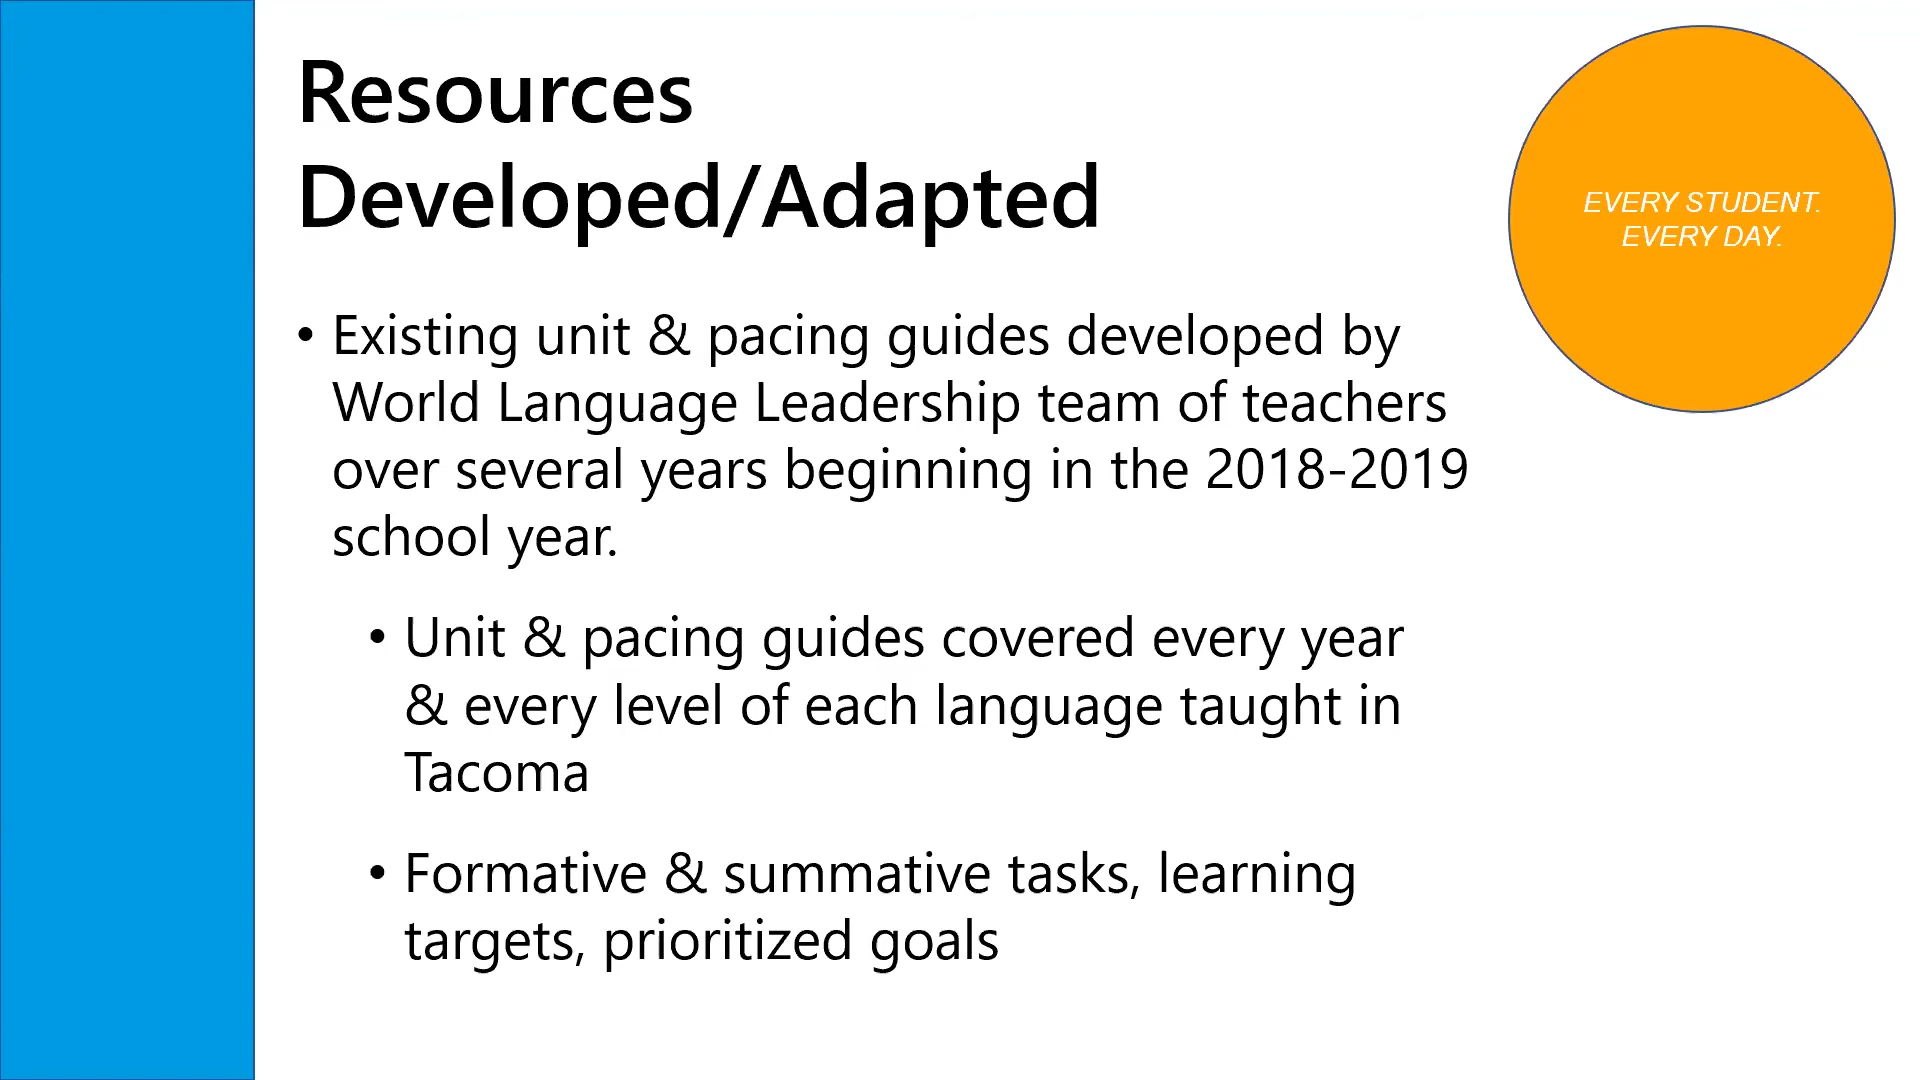 Resources
Developed/Adapted
EVERY STUDENT.
EVERY DAY.
• Existing unit & pacing guides developed by
World Language Leadership team of teachers
over several years beginning in the 2018-2019
school year.
• Unit & pacing guides covered every year
& every level of each language taught in
Tacoma
• Formative & summative tasks, learning
targets, prioritized goals